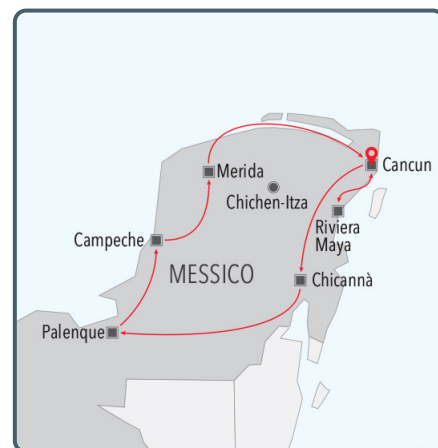 Merida
Cancun
Chichen-Itza
Riviera
Maya
Campeche
MESSICO
Chicannà
Palenque